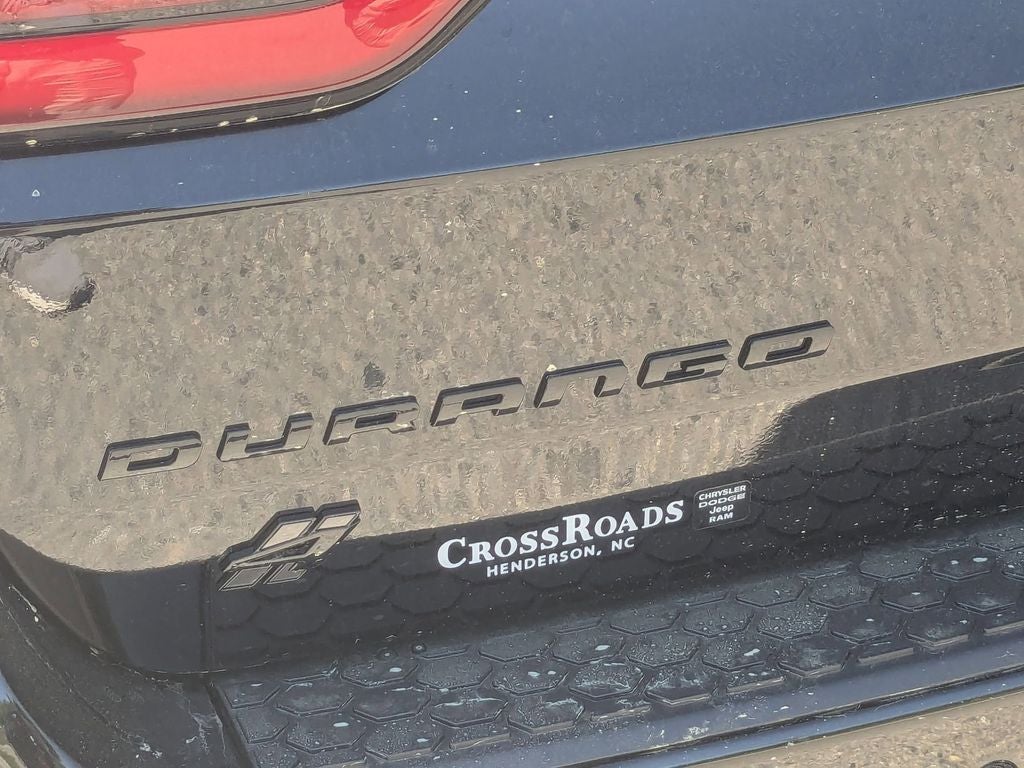 DURANGO
CROSSROADS
HENDERSON, NC
CHRYSLER
DODGE
Jeep
RAM